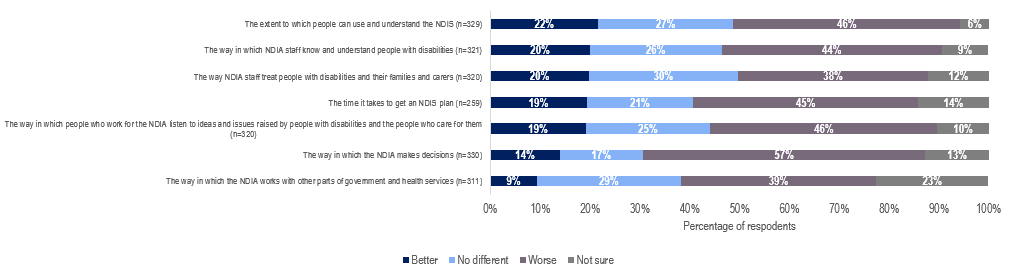 The extent to which people can use and understand the NDIS (n=329)
22% 27% 46% 6%
The way in which NDIA staff know and understand people with disabilities (n=321)
20% 26% 44% 9%
The way NDIA staff treat people with disabilities and their families and carers (n=320)
20% 30% 38% 12%
The time it takes to get an NDIS plan (n=259)
19% 21% 45% 14%
The way in which people who work for the NDIA listen to ideas and issues raised by people with disabilities and the people who care for them
(n=320)
19% 25% 46% 10%
The way in which the NDIA makes decisions (n=330)
14% 17% 57% 13%
The way in which the NDIA works with other parts of government and health services (n=311)
9% 29% 39% 23%
0% 10% 20% 30% 40% 50% 60% 70% 80% 90% 100%
Percentage of respodents
Better No different Worse Not sure